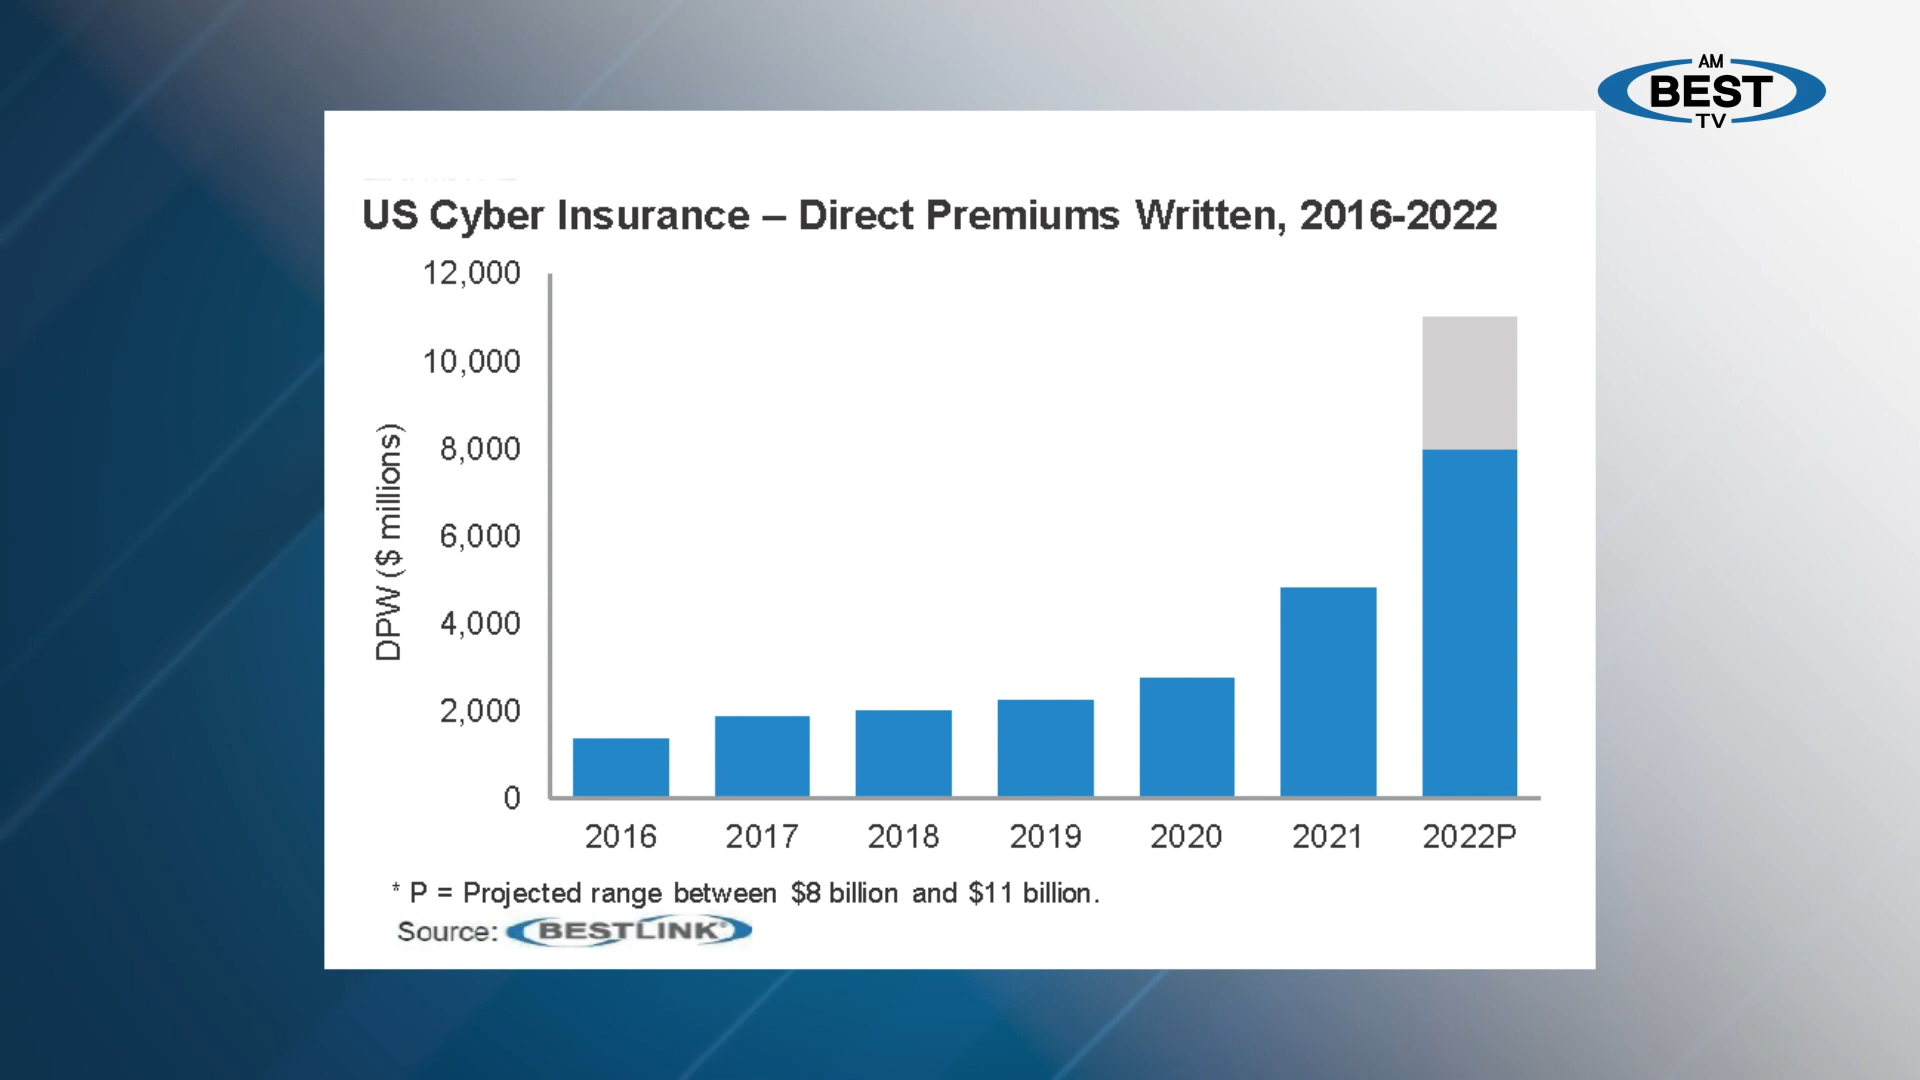 AM
BEST
TV
US Cyber Insurance – Direct Premiums Written, 2016-2022
12,000
10,000
8,000
6,000
4,000
2,000
0
DPW ($ millions)
2016 2017 2018 2019 2020 2021 2022P
* P = Projected range between $8 billion and $11 billion.
Source: BESTLINK®